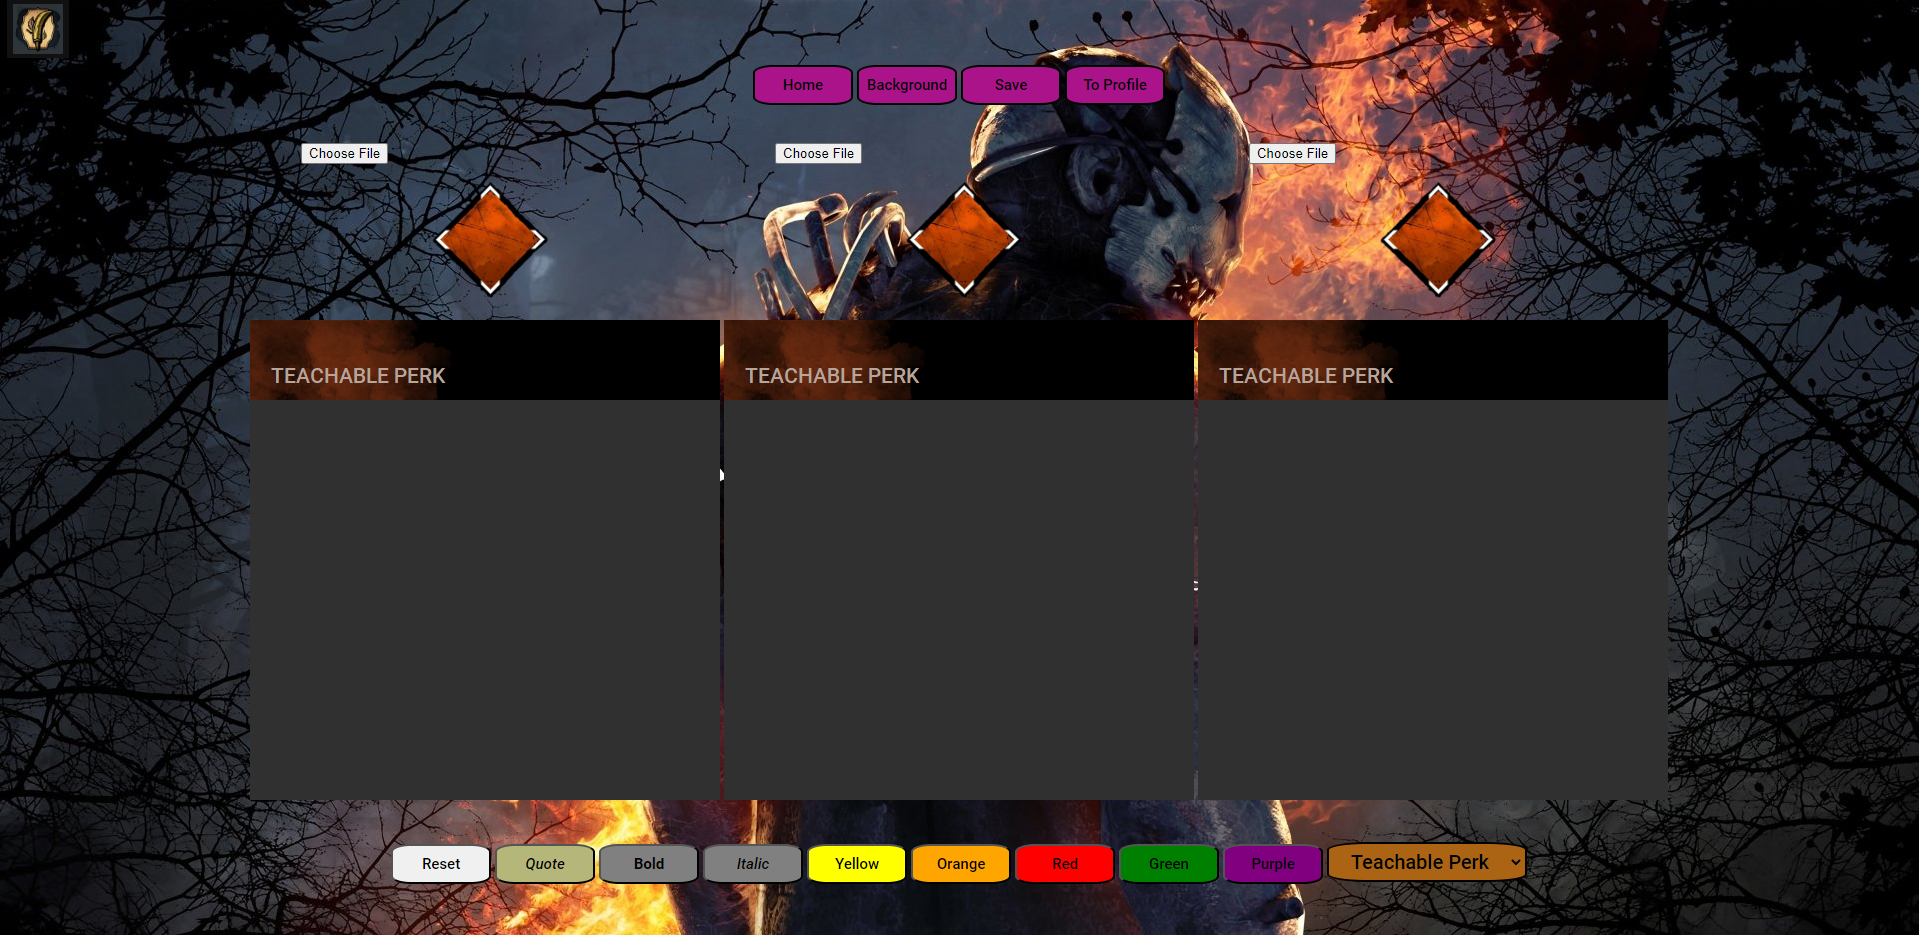 Home Background Save To Profile
Choose File Choose File Choose File
TEACHABLE PERK TEACHABLE PERK TEACHABLE PERK
Reset Quote Bold Italic Yellow Orange Red Green Purple Teachable Perk